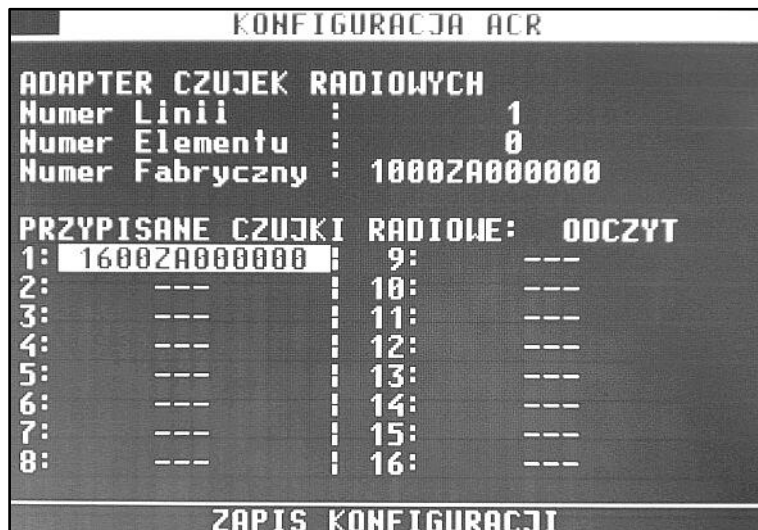 KONFIGURACJA ACR
ADAPTER CZUJEK RADIOWYCH
Numer Linii : 1
Numer Elementu : 0
Numer Fabryczny : 1000ZA000000
PRZYPISANE CZUJKI RADIOWE: ODCZYT
1: 1600ZA000000 ¦ 9: ---
2: --- ¦ 10: ---
3: --- ¦ 11: ---
4: --- ¦ 12: ---
5: --- ¦ 13: ---
6: --- ¦ 14: ---
7: --- ¦ 15: ---
8: --- ¦ 16: ---
ZAPIS KONFIGURACJI